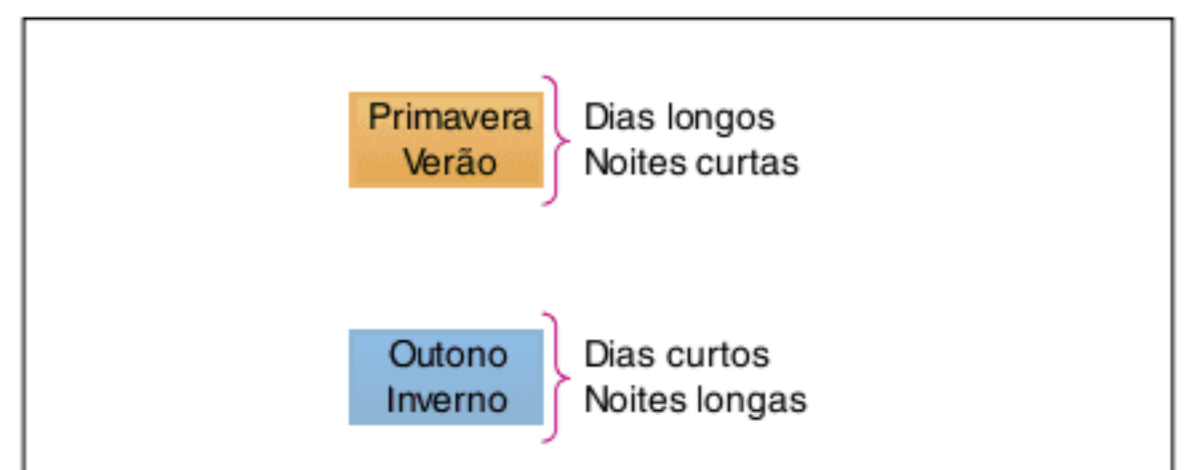 Primavera
Verão
Dias longos
Noites curtas
Outono
Inverno
Dias curtos
Noites longas